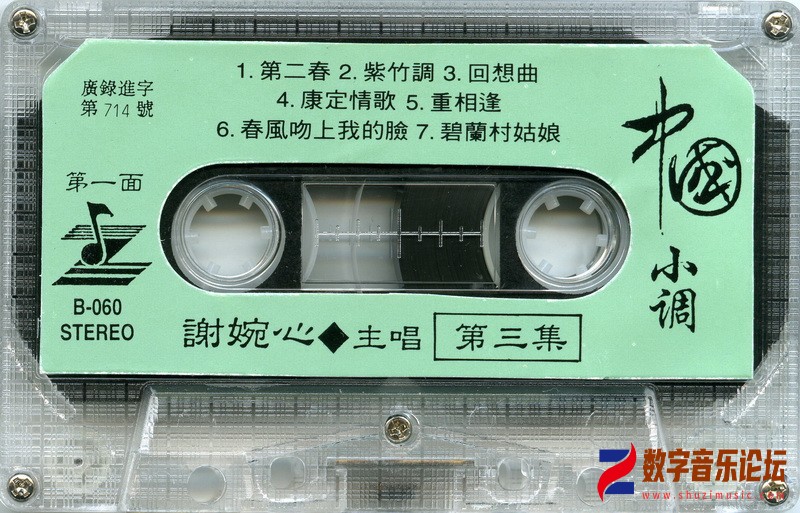 1. 第二春 2. 紫竹調 3. 回想曲
4. 康定情歌 5. 重相逢
6. 春風吻上我的臉 7. 碧蘭村姑娘
廣錄進字
第 714 號
第一面
B-060
STEREO
中國
小调
謝婉心◆主唱 第三集
数字音乐论坛
www.shuzimusic.com